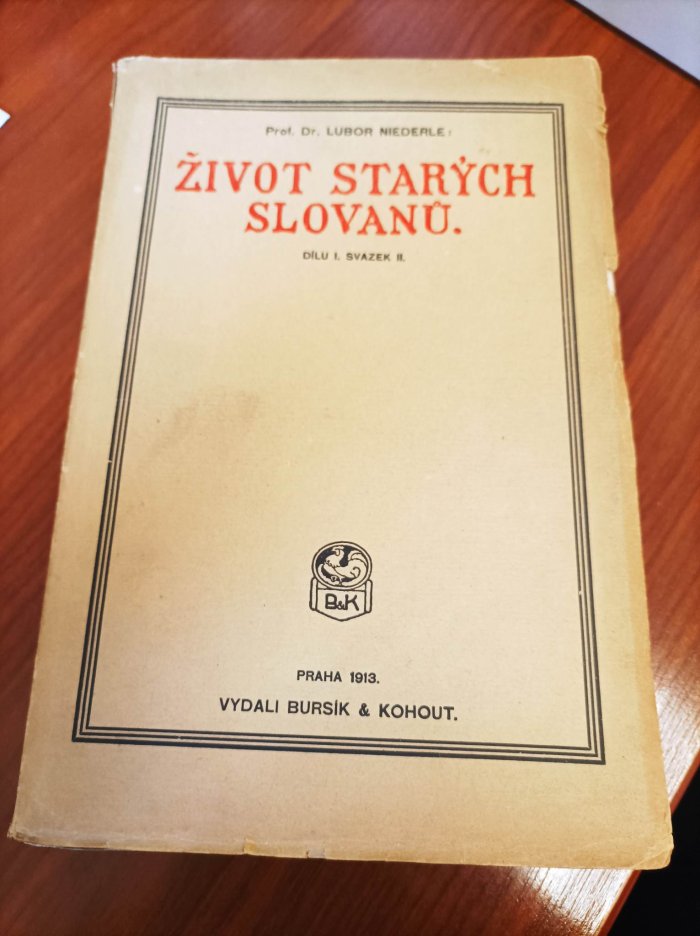 Prof. Dr. LUBOR NIEDERLE:
ŽIVOT STARÝCH
SLOVANŮ.
DÍLU I. SVAZEK II.
B&K
PRAHA 1913.
VYDALI BURSÍK & KOHOUT.